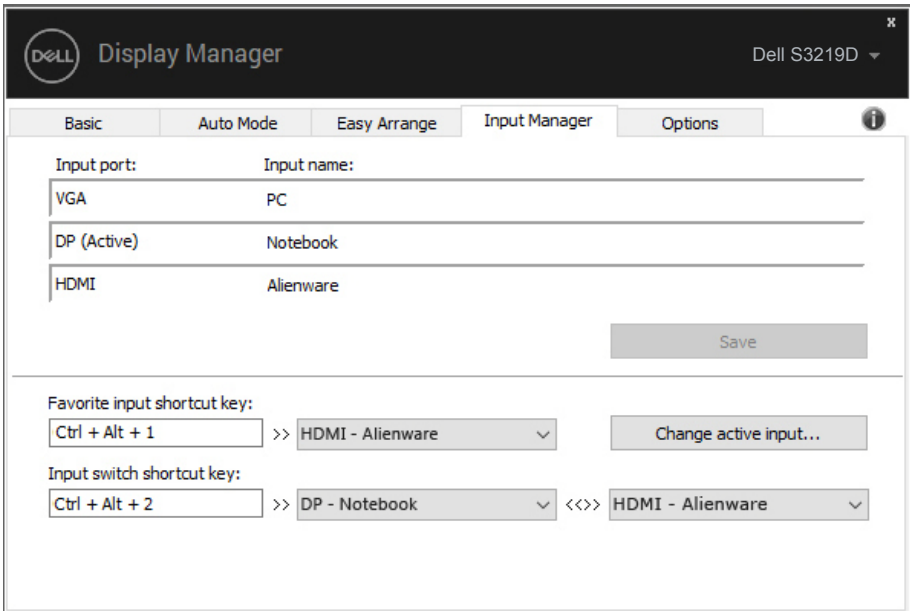 x
DELL Display Manager Dell S3219D
Basic Auto Mode Easy Arrange Input Manager Options i
Input port: Input name:
VGA PC
DP (Active) Notebook
HDMI Alienware
Save
Favorite input shortcut key:
Ctrl + Alt + 1 >> HDMI - Alienware Change active input...
Input switch shortcut key:
Ctrl + Alt + 2 >> DP - Notebook <<>> HDMI - Alienware